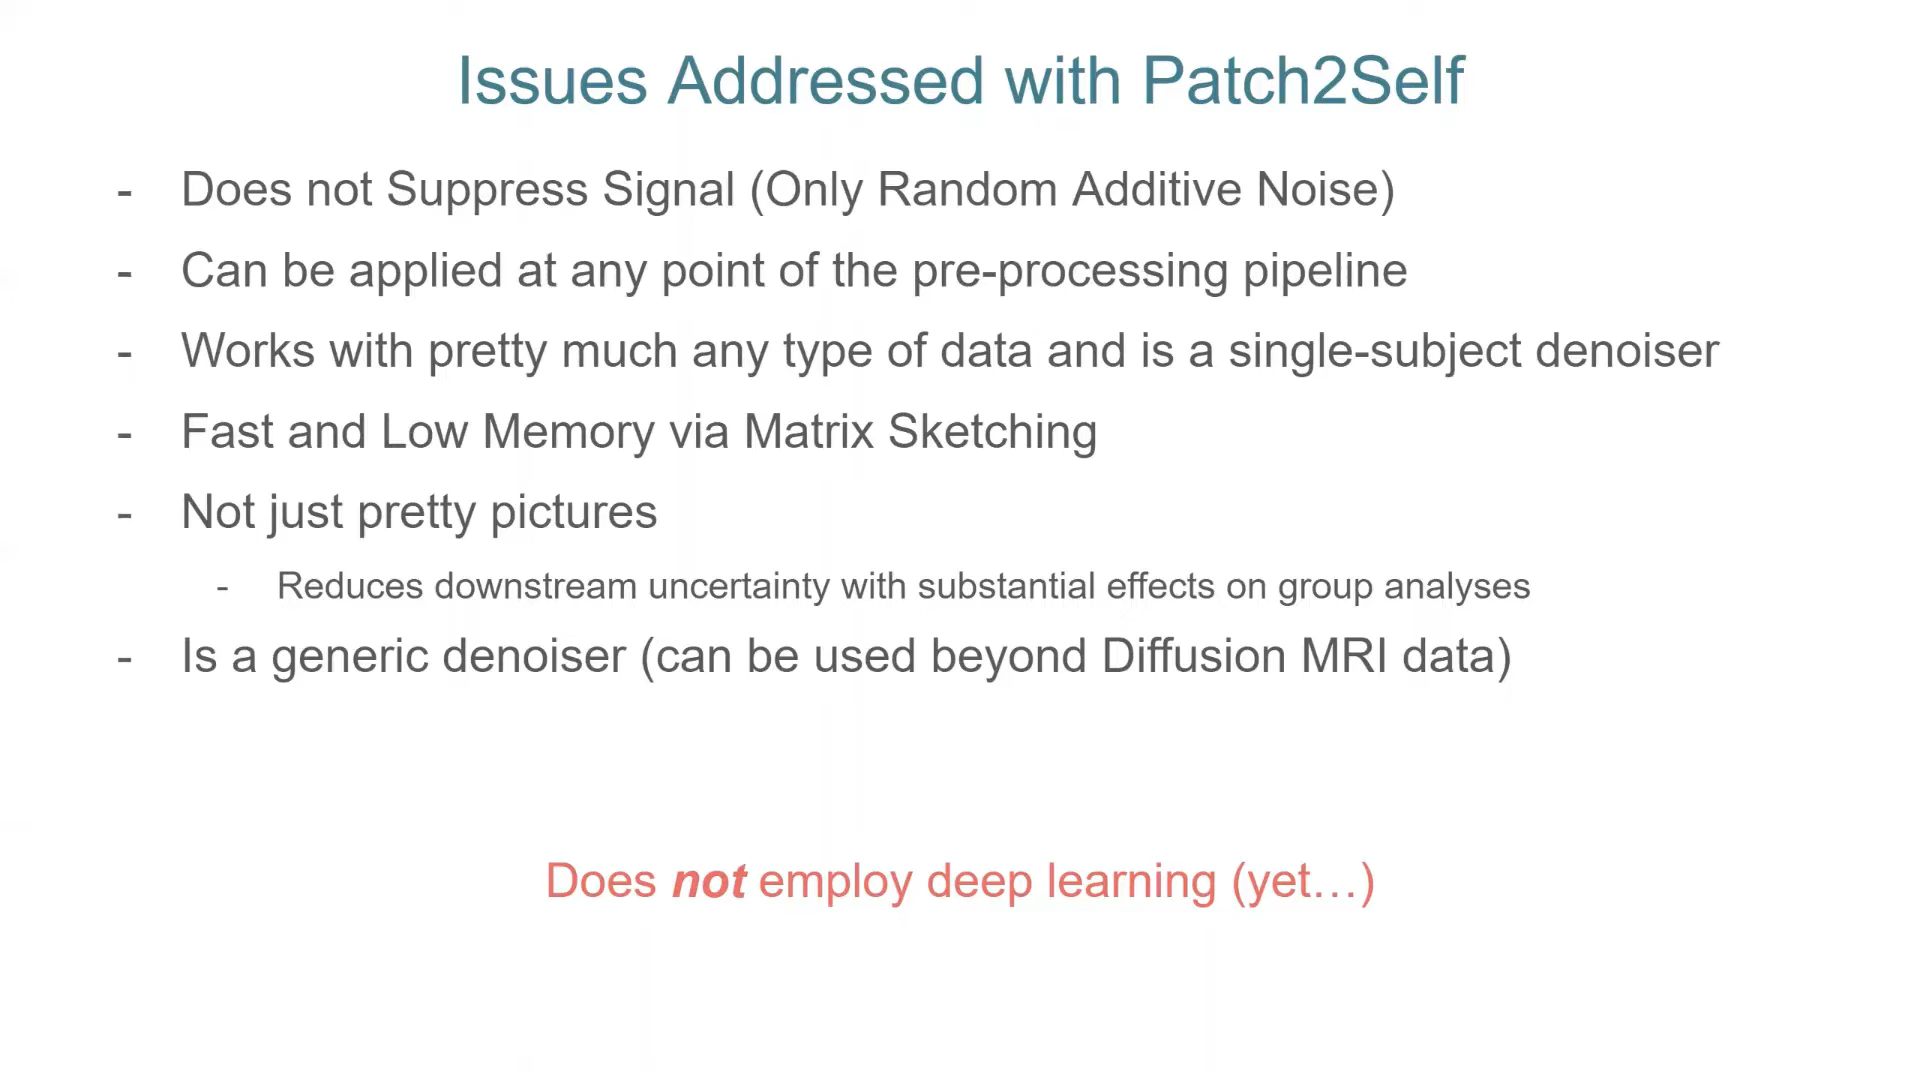 Issues Addressed with Patch2Self
- Does not Suppress Signal (Only Random Additive Noise)
- Can be applied at any point of the pre-processing pipeline
- Works with pretty much any type of data and is a single-subject denoiser
- Fast and Low Memory via Matrix Sketching
- Not just pretty pictures
- Reduces downstream uncertainty with substantial effects on group analyses
- Is a generic denoiser (can be used beyond Diffusion MRI data)
Does not employ deep learning (yet…)